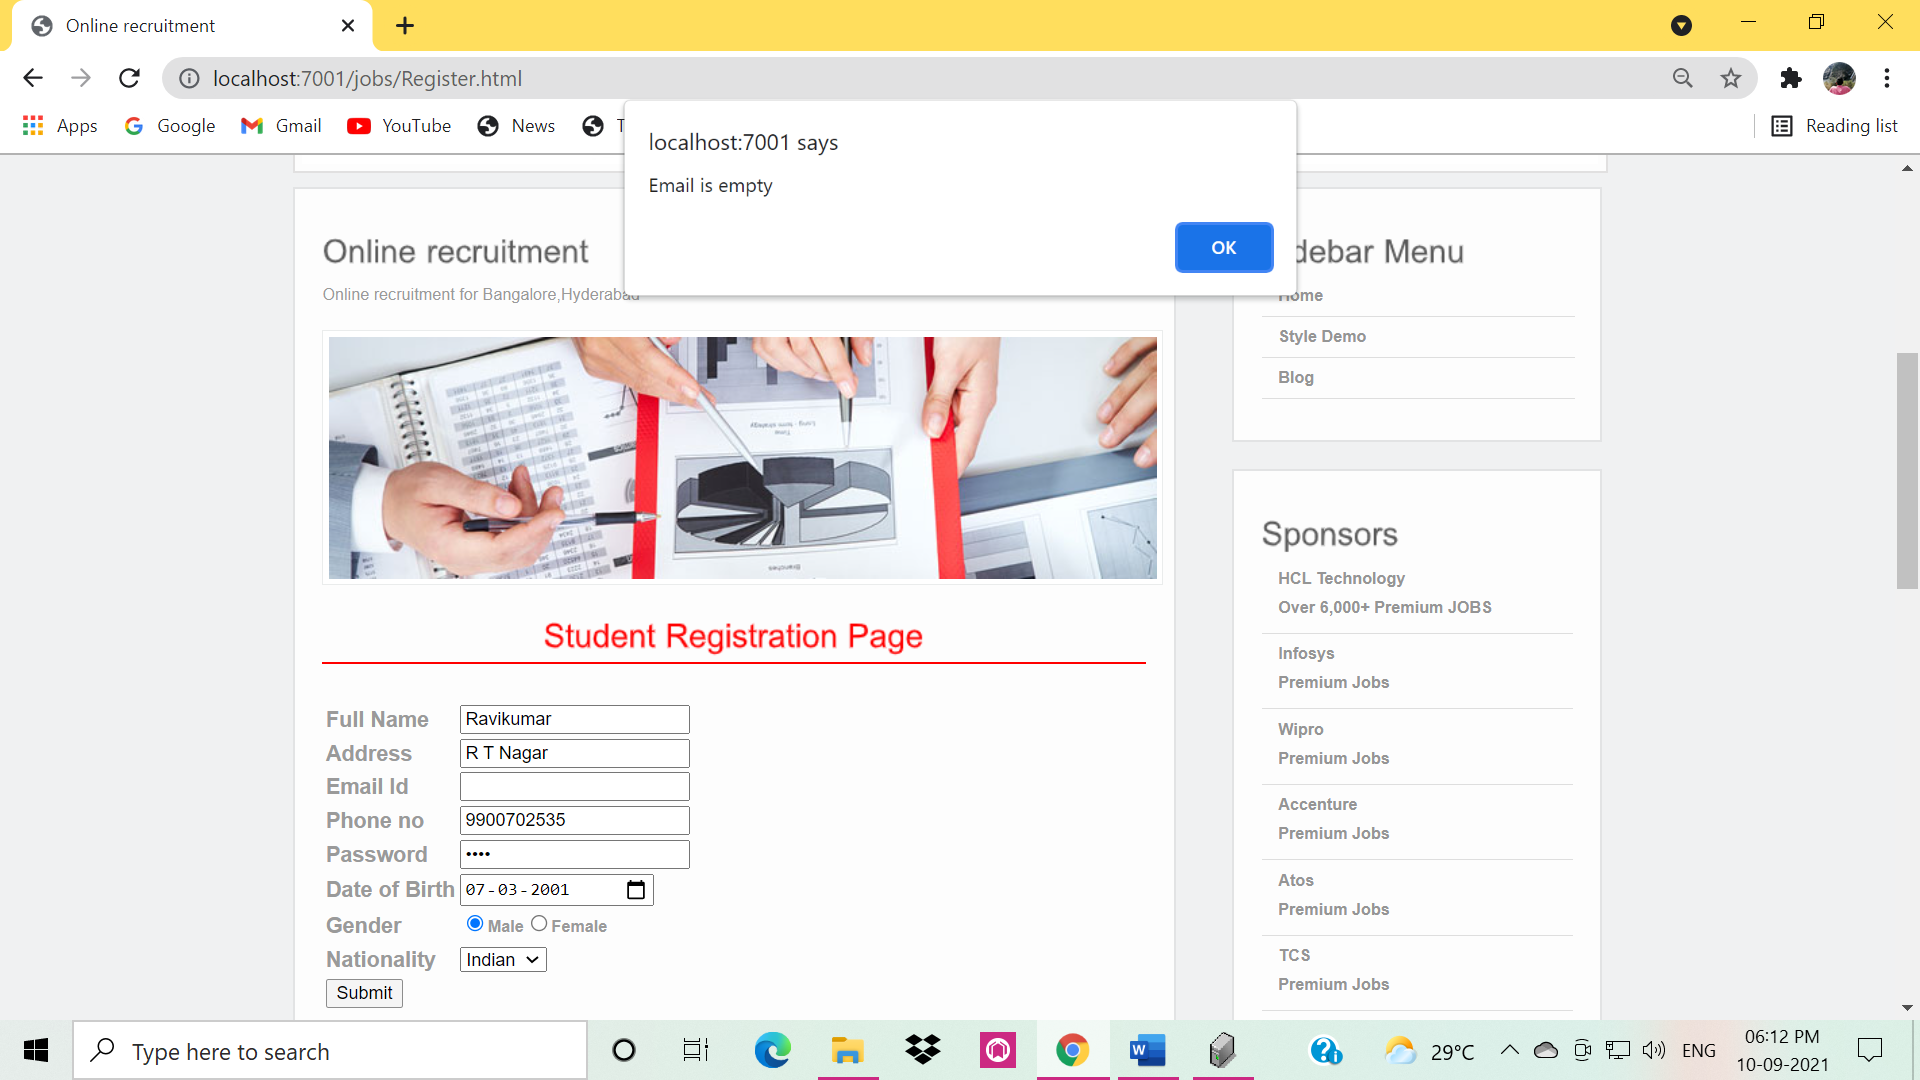 Online recruitment
localhost:7001/jobs/Register.html
Apps Google Gmail YouTube News Reading list
localhost:7001 says
Email is empty
OK
Online recruitment
Online recruitment for Bangalore,Hyderabad
Student Registration Page
Full Name Ravikumar
Address R T Nagar
Email Id
Phone no 9900702535
Password ••••
Date of Birth 07-03-2001
Gender Male Female
Nationality Indian
Submit
Menu
Home
Style Demo
Blog
Sponsors
HCL Technology
Over 6,000+ Premium JOBS
Infosys
Premium Jobs
Wipro
Premium Jobs
Accenture
Premium Jobs
Atos
Premium Jobs
TCS
Premium Jobs
Type here to search
29°C
ENG
06:12 PM
10-09-2021